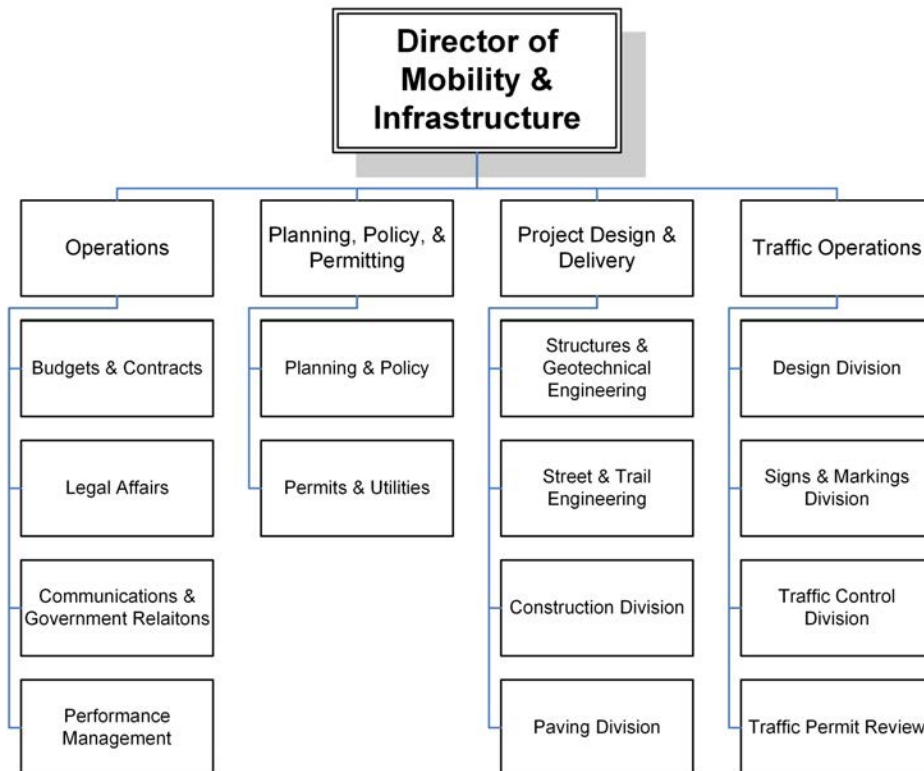 Director of
Mobility &
Infrastructure
Operations
Planning, Policy, &
Permitting
Project Design &
Delivery
Traffic Operations
Budgets & Contracts
Legal Affairs
Communications &
Government Relaitons
Performance
Management
Planning & Policy
Permits & Utilities
Structures &
Geotechnical
Engineering
Street & Trail
Engineering
Construction Division
Paving Division
Design Division
Signs & Markings
Division
Traffic Control
Division
Traffic Permit Review